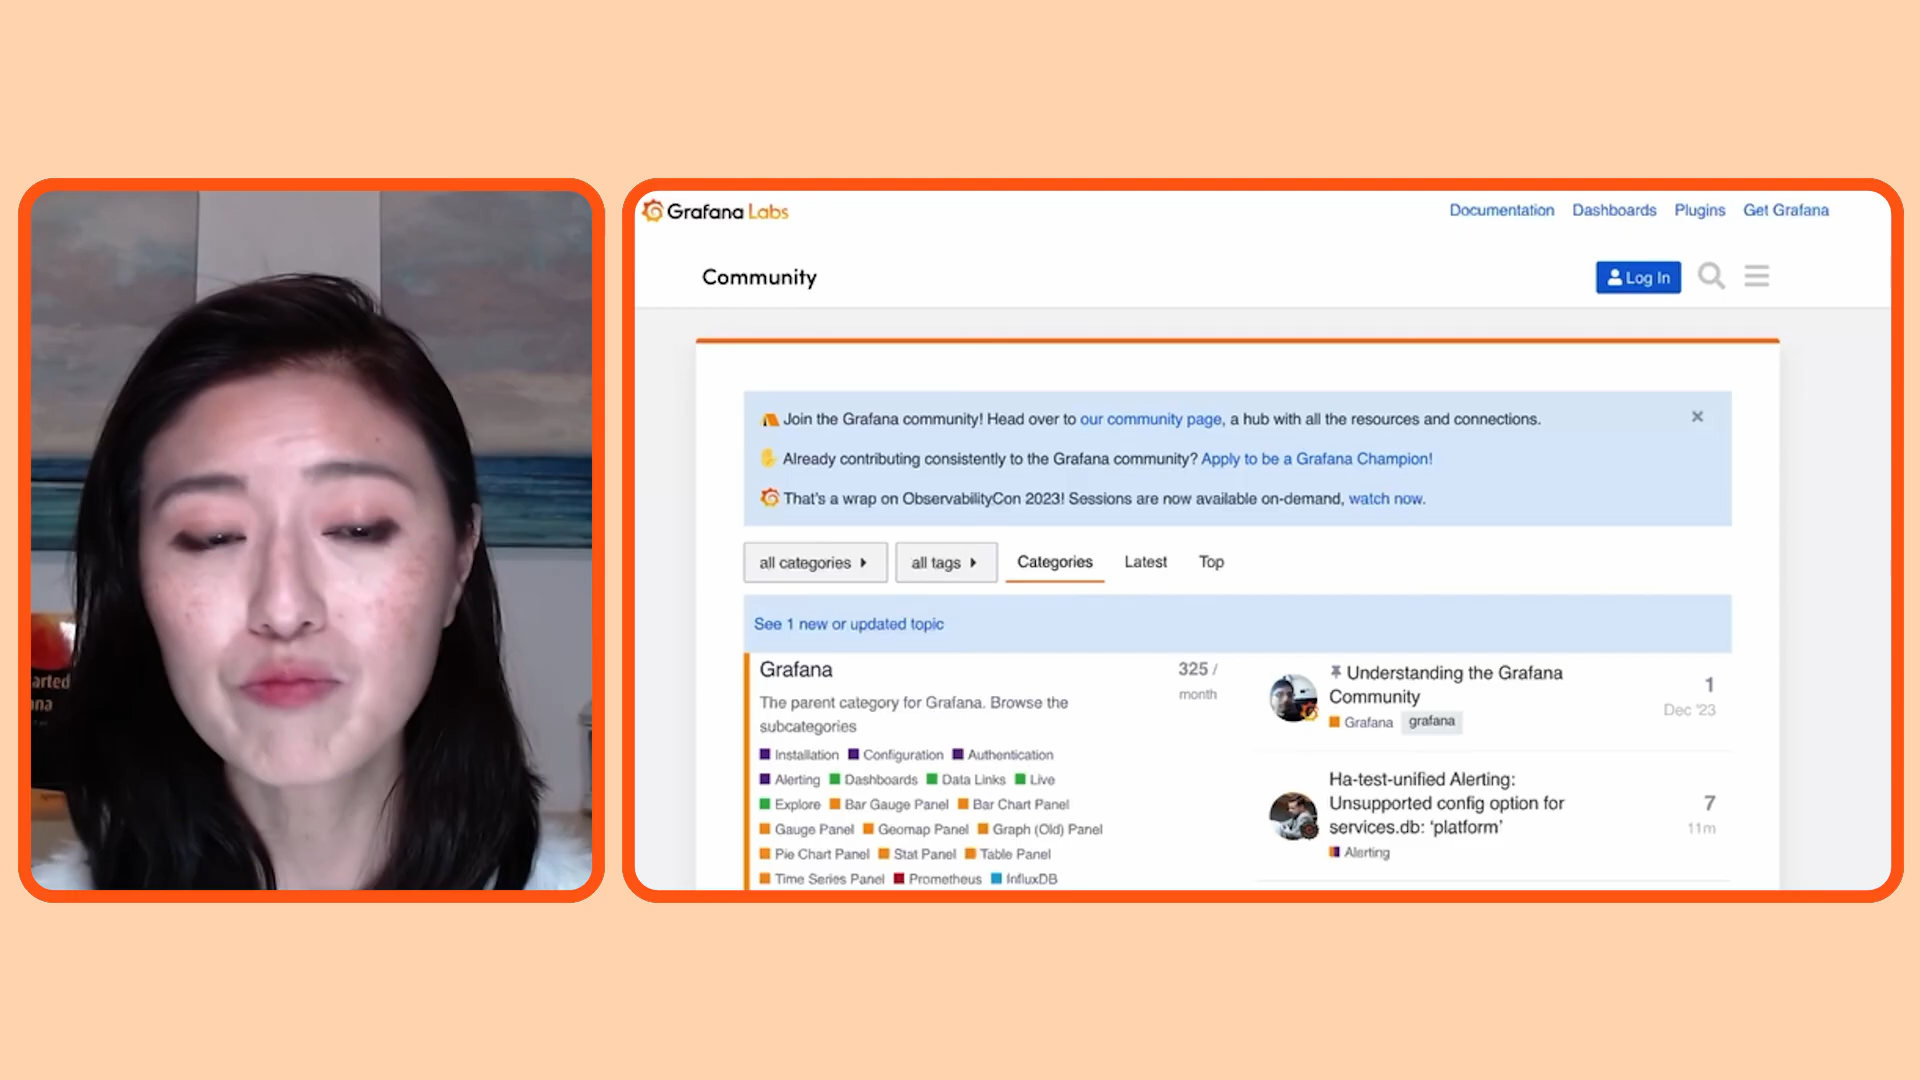 arted
na
Grafana Labs
Documentation Dashboards Plugins Get Grafana
Community
Log In
Join the Grafana community! Head over to our community page, a hub with all the resources and connections.
Already contributing consistently to the Grafana community? Apply to be a Grafana Champion!
That's a wrap on ObservabilityCon 2023! Sessions are now available on-demand, watch now.
all categories all tags Categories Latest Top
See 1 new or updated topic
Grafana
325 /
month
The parent category for Grafana. Browse the
subcategories
Installation Configuration Authentication
Alerting Dashboards Data Links Live
Explore Bar Gauge Panel Bar Chart Panel
Gauge Panel Geomap Panel Graph (Old) Panel
Pie Chart Panel Stat Panel Table Panel
Time Series Panel Prometheus InfluxDB
Understanding the Grafana
Community
Grafana grafana
1
Dec '23
Ha-test-unified Alerting:
Unsupported config option for
services.db: ‘platform’
Alerting
7
11m